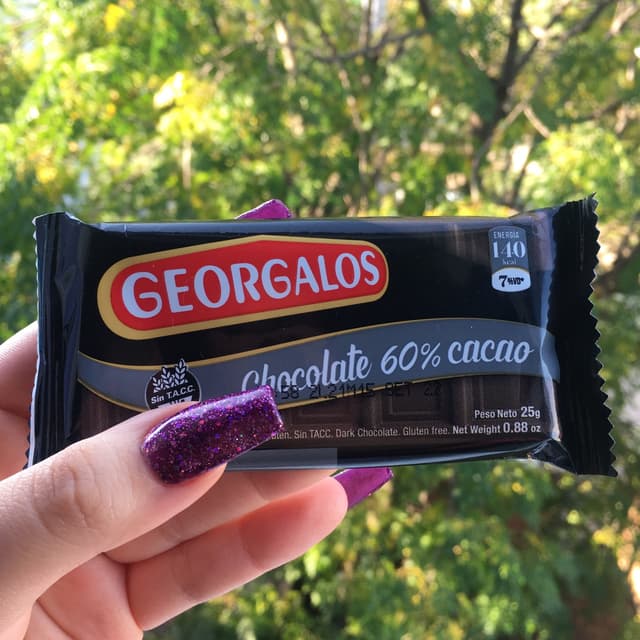 GEORGALOS
ENERGIA
140
kcal
7%VD*
Chocolate 60% cacao
Sin T.A.C.C.
Peso Neto 25g
Sin TACC. Dark Chocolate. Gluten free. Net Weight 0.88 oz